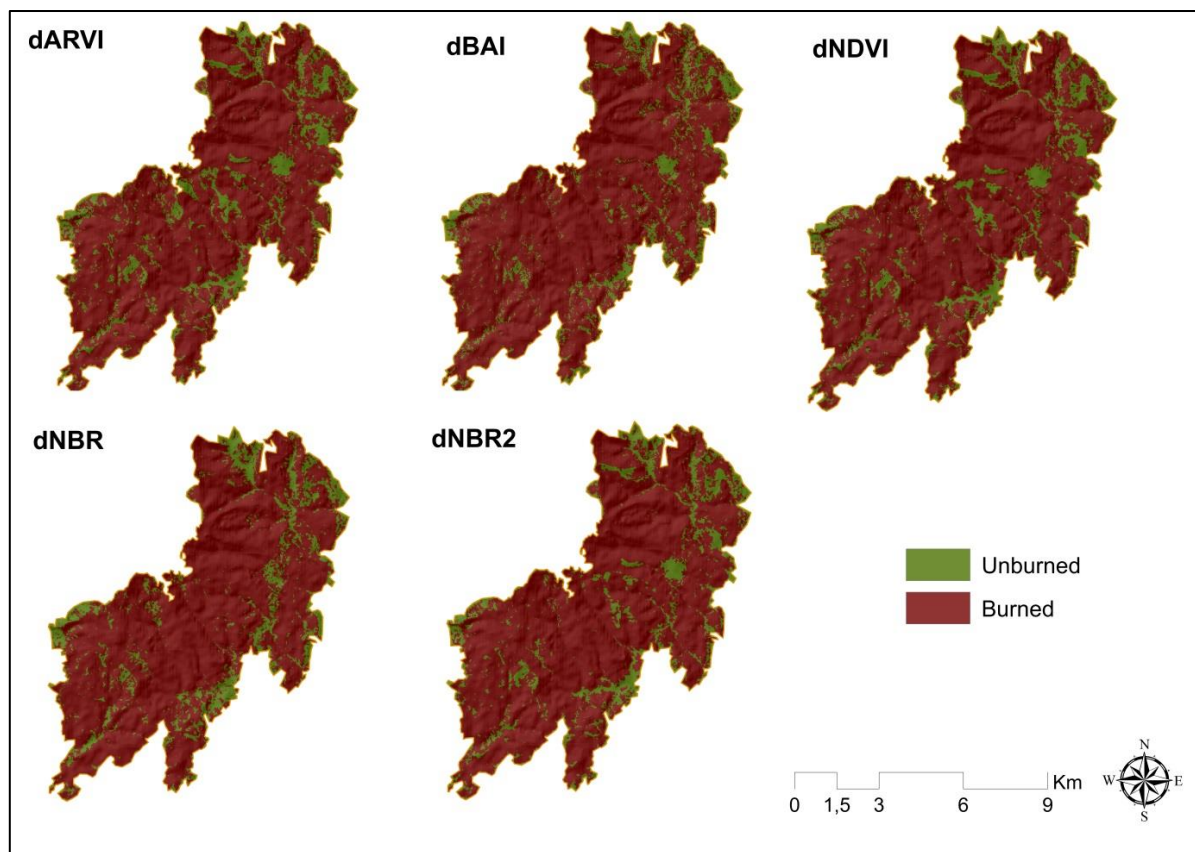 dARVI
dBAI
dNDVI
dNBR
dNBR2
Unburned
Burned
Km
0 1,5 3 6 9
N
W E
S